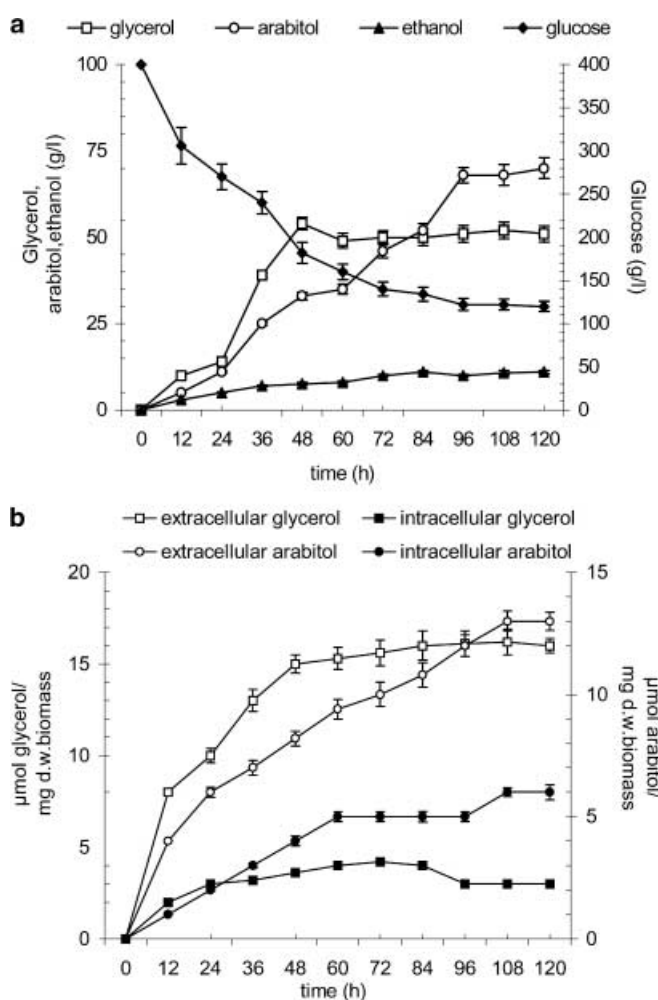 a
glycerol arabitol ethanol glucose
100 400
350
75 300
250
50 200
150
25 100
50
0 0
Glycerol,
arabitol,ethanol (g/l)
Glucose
(g/l)
0 12 24 36 48 60 72 84 96 108 120
time (h)
b
extracellular glycerol intracellular glycerol
extracellular arabitol intracellular arabitol
20 15
15
10
10
5
5
0 0
µmol glycerol/
mg d.w.biomass
µmol arabitol/
mg d.w.biomass
0 12 24 36 48 60 72 84 96 108 120
time (h)